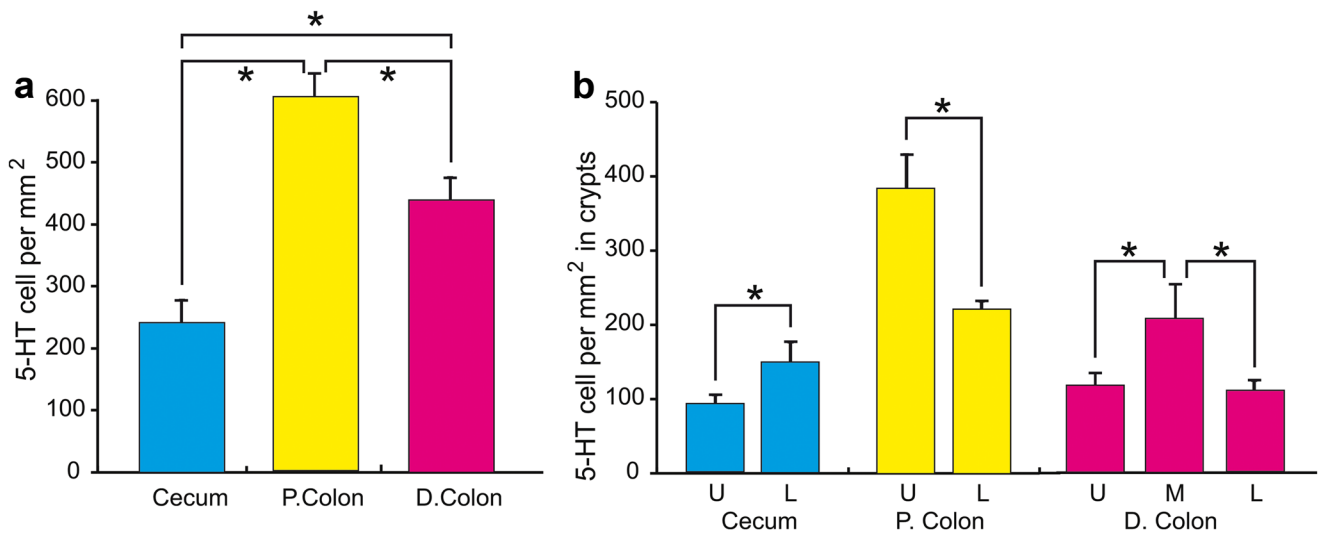 a
*
* *
600
500
400
300
200
100
0
5-HT cell per mm²
Cecum P.Colon D.Colon
b
500
400
300
200
100
0
5-HT cell per mm² in crypts
*
*
* *
U L U L U M L
Cecum P. Colon D. Colon